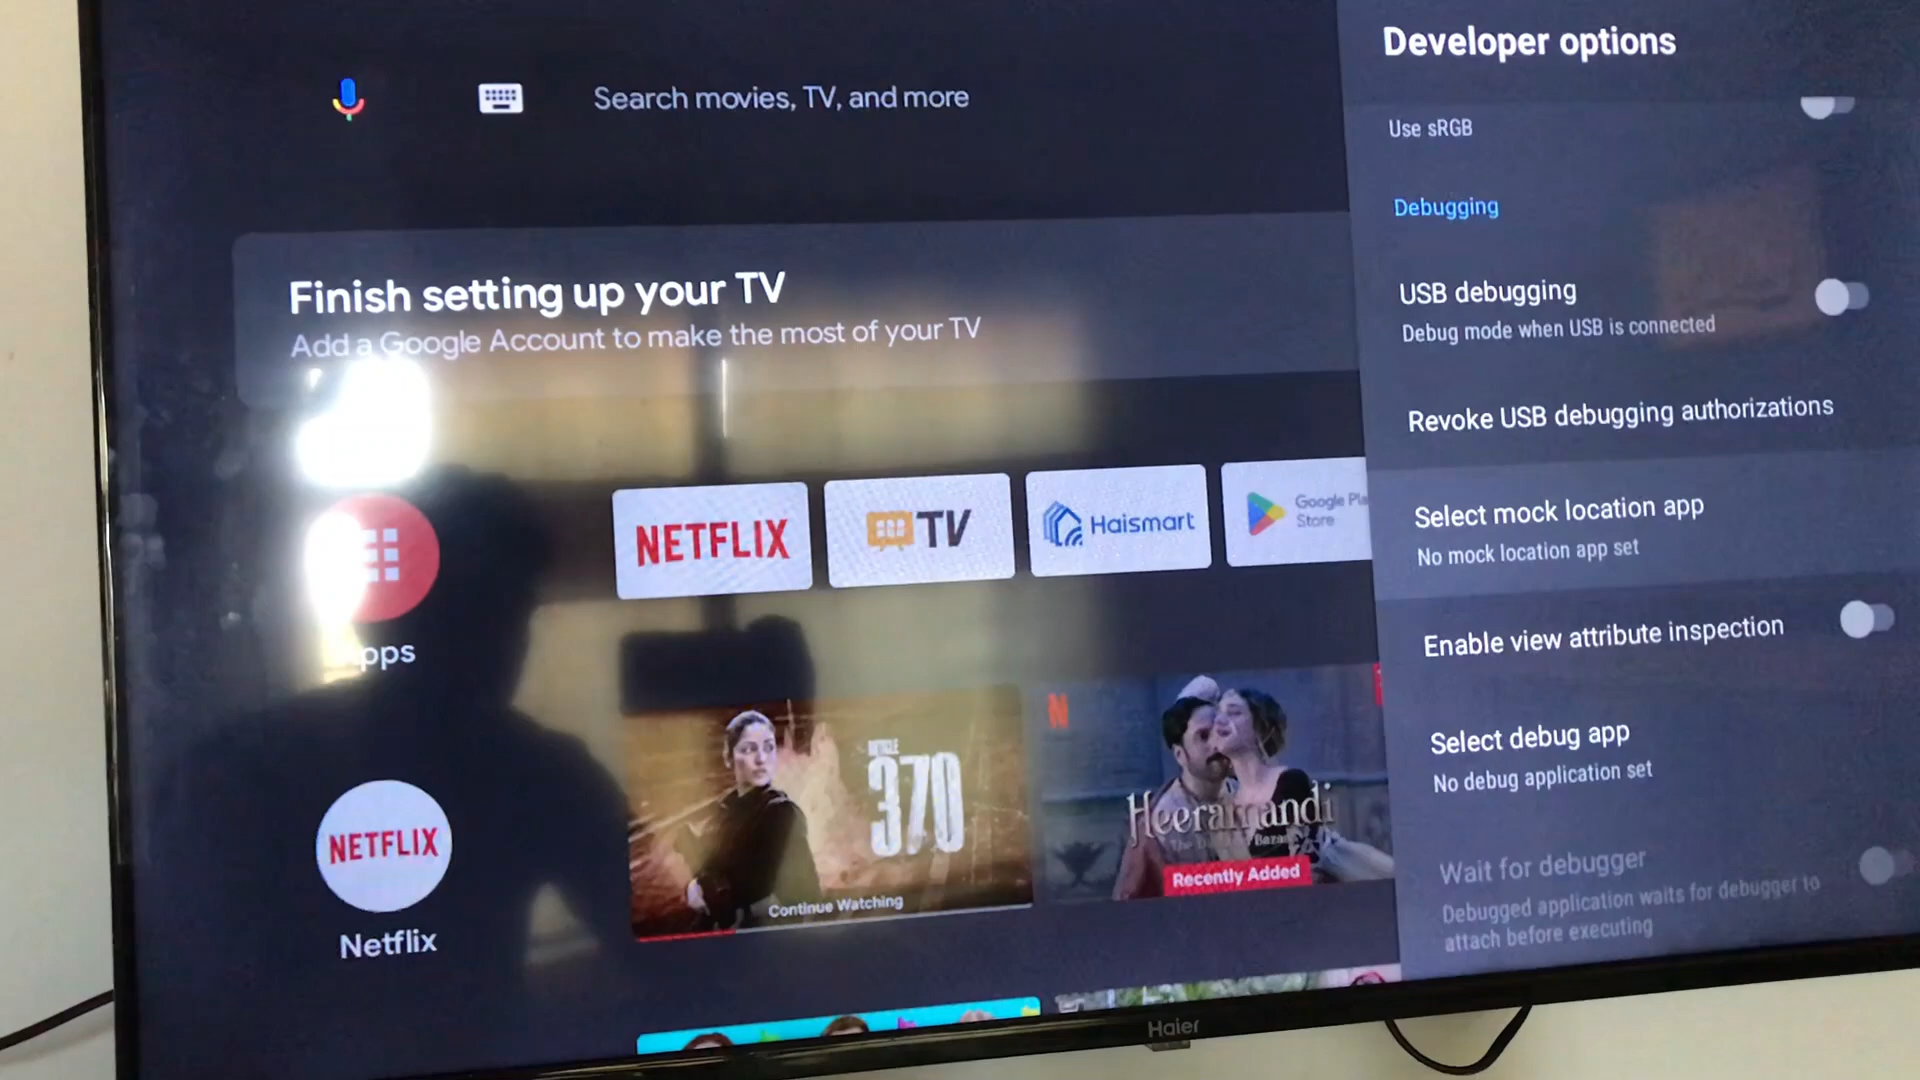 Developer options
Search movies, TV, and more
Use sRGB
Debugging
Finish setting up your TV
Add a Google Account to make the most of your TV
USB debugging
Debug mode when USB is connected
Revoke USB debugging authorizations
NETFLIX
TV
Haismart
Google Pla
Store
Select mock location app
No mock location app set
pps
Enable view attribute inspection
ARTICLE
370
Continue Watching
N
Heeramandi
Recently Added
Select debug app
No debug application set
NETFLIX
Netflix
Wait for debugger
Debugged application waits for debugger to
attach before executing
Haier